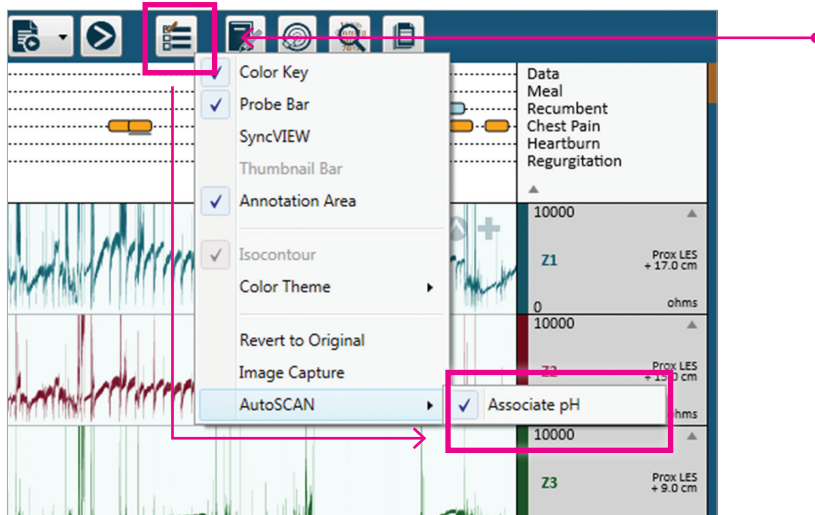 Color Key
Probe Bar
SyncVIEW
Thumbnail Bar
Annotation Area
Isocontour
Color Theme
Revert to Original
Image Capture
AutoSCAN
Associate pH
Data
Meal
Recumbent
Chest Pain
Heartburn
Regurgitation
10000
Z1
Prox LES
+ 17.0 cm
0
ohms
10000
Prox LES
10000
Z3
Prox LES
+ 9.0 cm